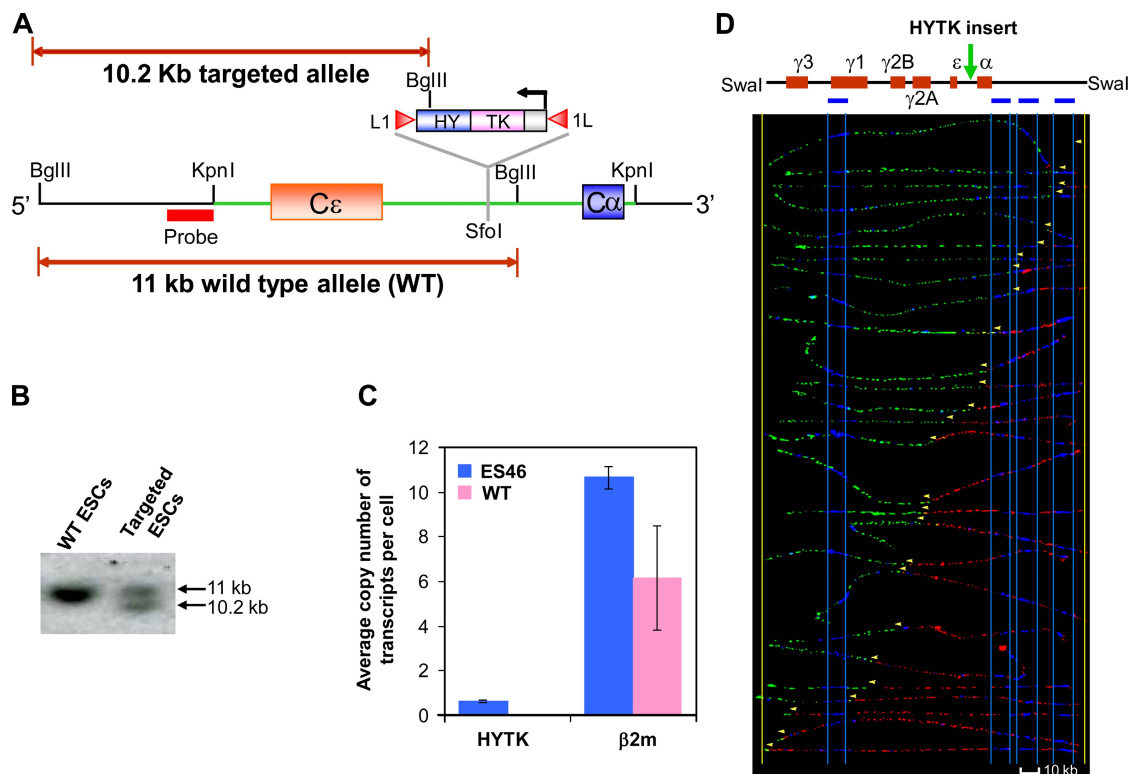 A
10.2 Kb targeted allele
BglII
L1 HY TK 1L
BglII KpnI BglII KpnI
5' Cε Cα 3'
Probe SfoI
11 kb wild type allele (WT)
B
WT ESCs
Targeted ESCs
11 kb
10.2 kb
C
Average copy number of transcripts per cell
12
10
8
6
4
2
0
ES46
WT
HYTK β2m
D
HYTK insert
γ3 γ1 γ2B ε α
SwaI SwaI
γ2A
10 kb